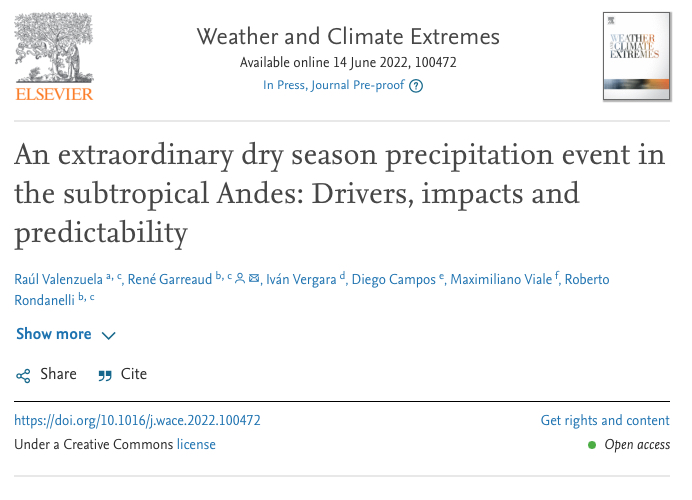 ELSEVIER
Weather and Climate Extremes
Available online 14 June 2022, 100472
In Press, Journal Pre-proof ?
WEATHER
AND CLIMATE
EXTREMES
An extraordinary dry season precipitation event in
the subtropical Andes: Drivers, impacts and
predictability
Raúl Valenzuela a, c, René Garreaud b, c, Iván Vergara d, Diego Campos e, Maximiliano Viale f, Roberto
Rondanelli b, c
Show more
Share Cite
https://doi.org/10.1016/j.wace.2022.100472 Get rights and content
Under a Creative Commons license Open access